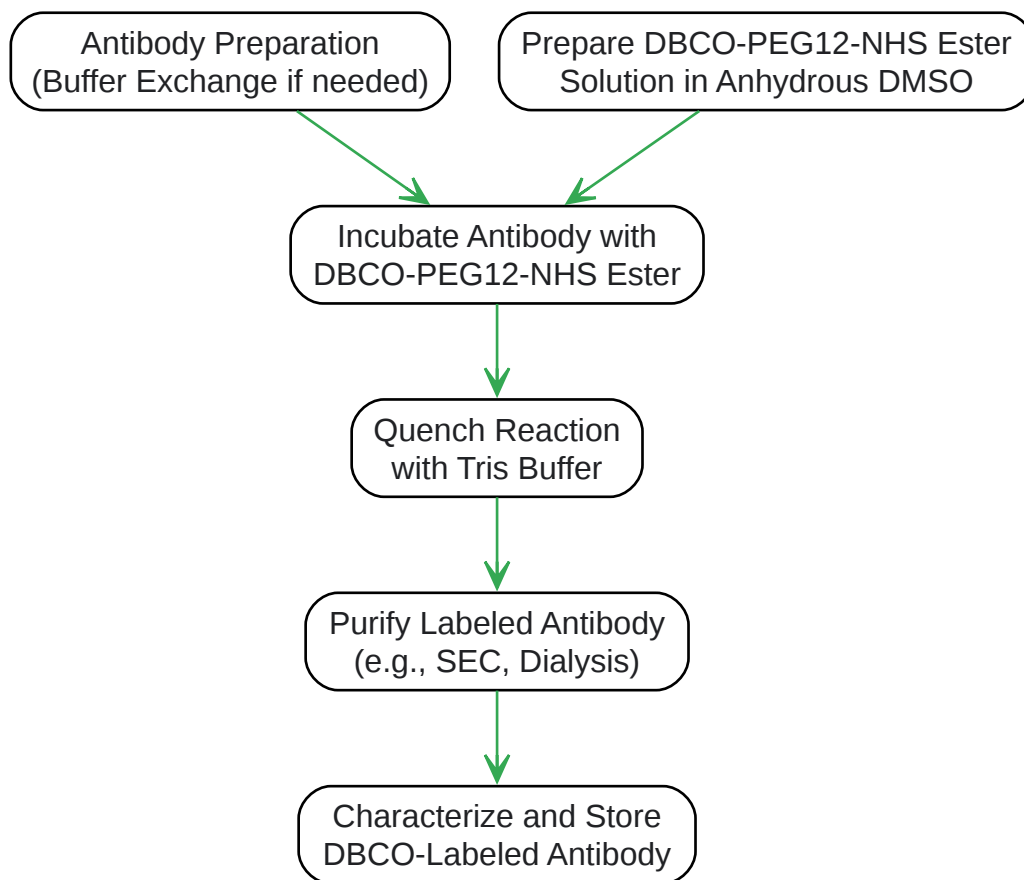 Antibody Preparation
(Buffer Exchange if needed)
Prepare DBCO-PEG12-NHS Ester
Solution in Anhydrous DMSO
Incubate Antibody with
DBCO-PEG12-NHS Ester
Quench Reaction
with Tris Buffer
Purify Labeled Antibody
(e.g., SEC, Dialysis)
Characterize and Store
DBCO-Labeled Antibody